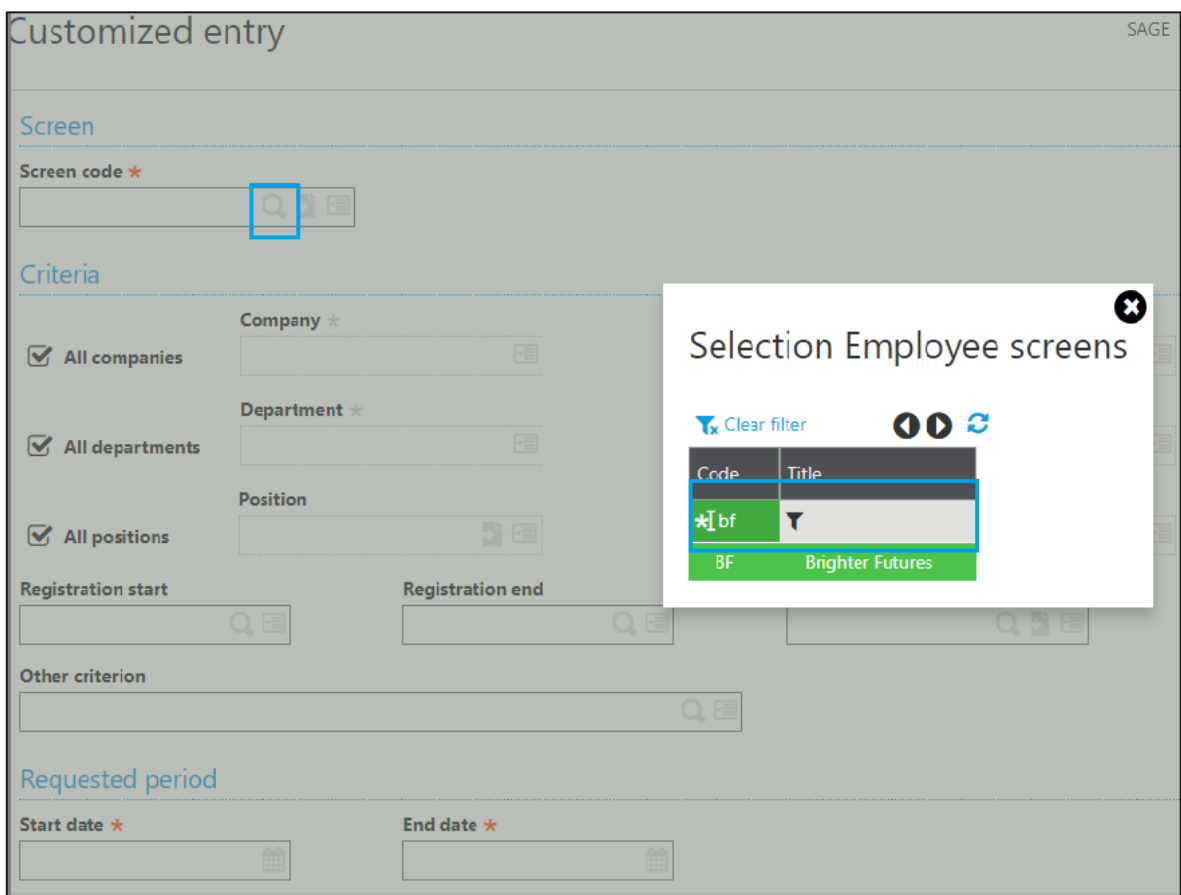 Customized entry
SAGE
Screen
Screen code *
Criteria
Company *
All companies
Department *
All departments
Position
All positions
Registration start
Registration end
Other criterion
Requested period
Start date *
End date *
Selection Employee screens
Clear filter
Code Title
* bf
BF Brighter Futures